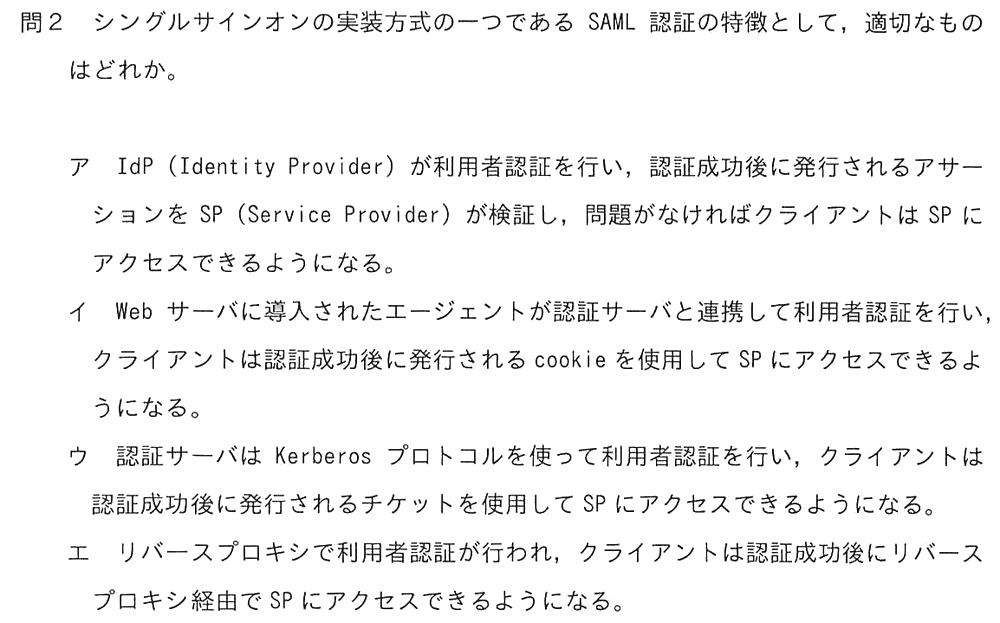 問２　シングルサインオンの実装方式の一つである SAML 認証の特徴として，適切なもの
はどれか。
ア　IdP（Identity Provider）が利用者認証を行い，認証成功後に発行されるアサー
ションを SP（Service Provider）が検証し，問題がなければクライアントは SP に
アクセスできるようになる。
イ　Web サーバに導入されたエージェントが認証サーバと連携して利用者認証を行い，
クライアントは認証成功後に発行される cookie を使用して SP にアクセスできるよ
うになる。
ウ　認証サーバは Kerberos プロトコルを使って利用者認証を行い，クライアントは
認証成功後に発行されるチケットを使用して SP にアクセスできるようになる。
エ　リバースプロキシで利用者認証が行われ，クライアントは認証成功後にリバース
プロキシ経由で SP にアクセスできるようになる。